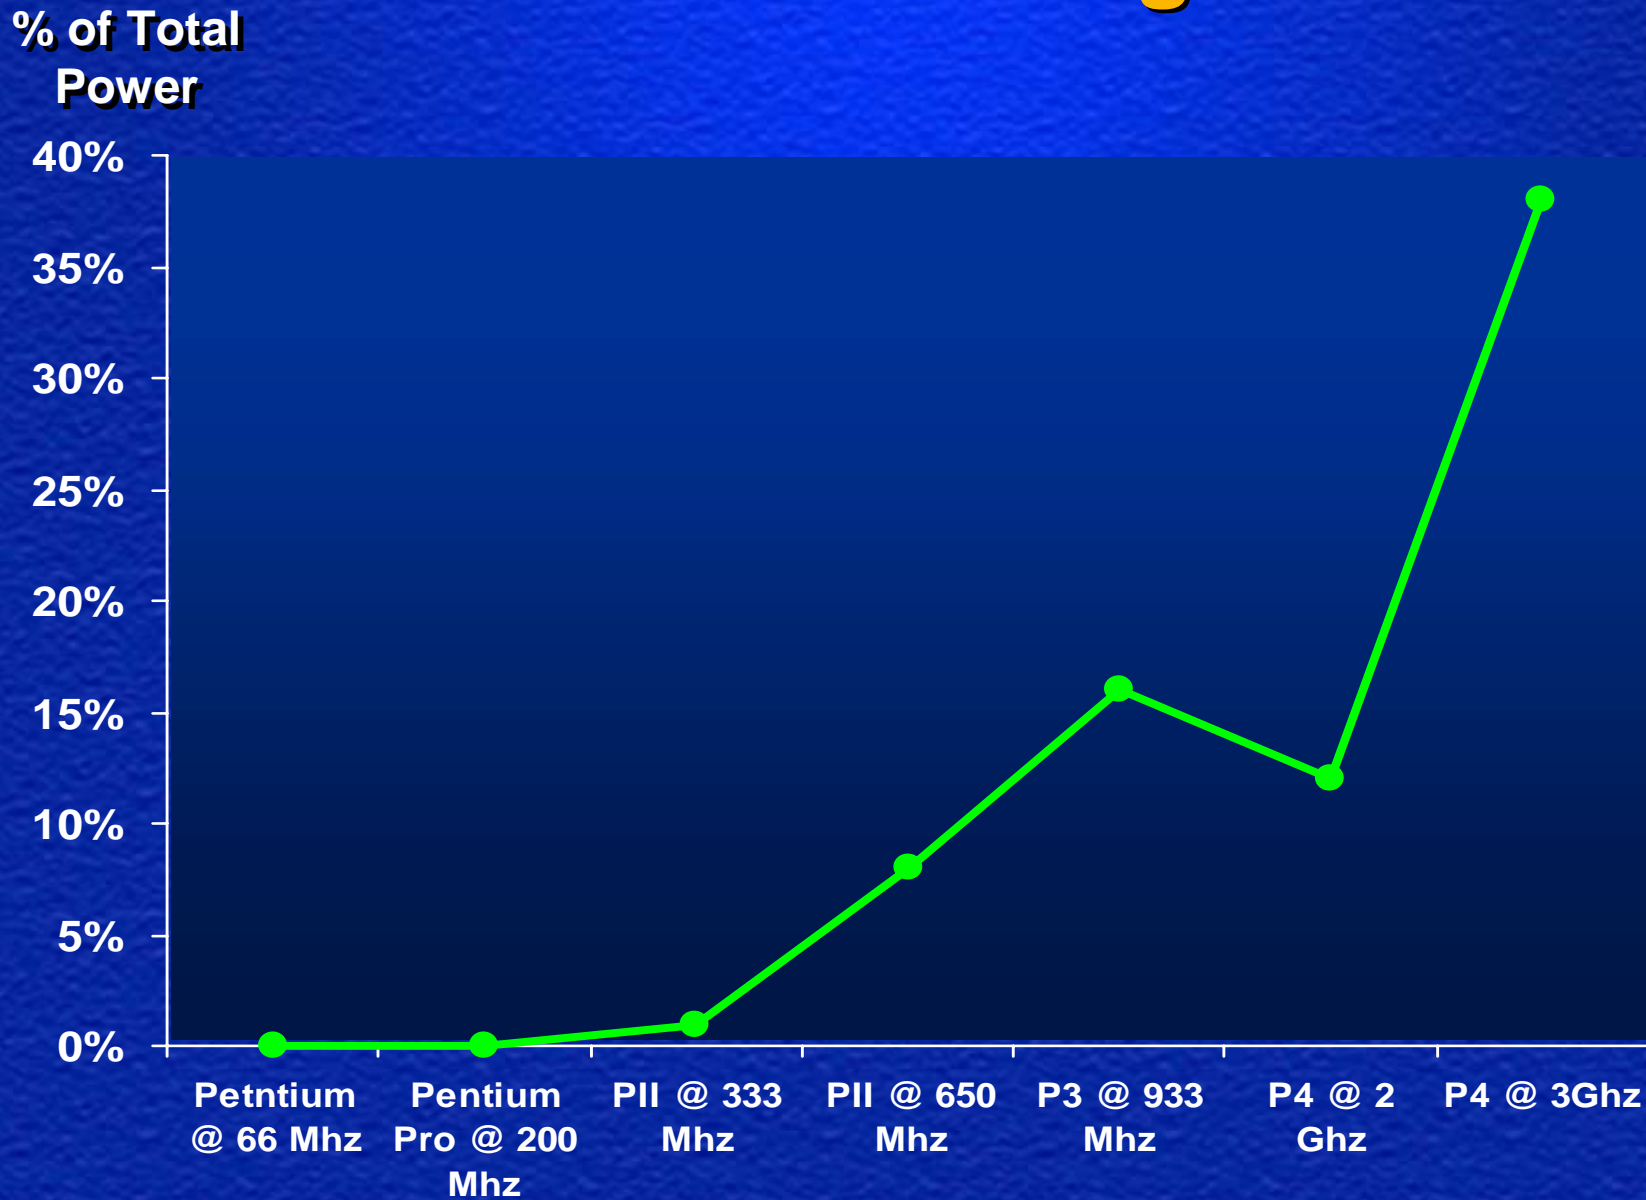 % of Total
Power
40%
35%
30%
25%
20%
15%
10%
5%
0%
Petntium
@ 66 Mhz
Pentium
Pro @ 200
Mhz
PII @ 333
Mhz
PII @ 650
Mhz
P3 @ 933
Mhz
P4 @ 2
Ghz
P4 @ 3Ghz